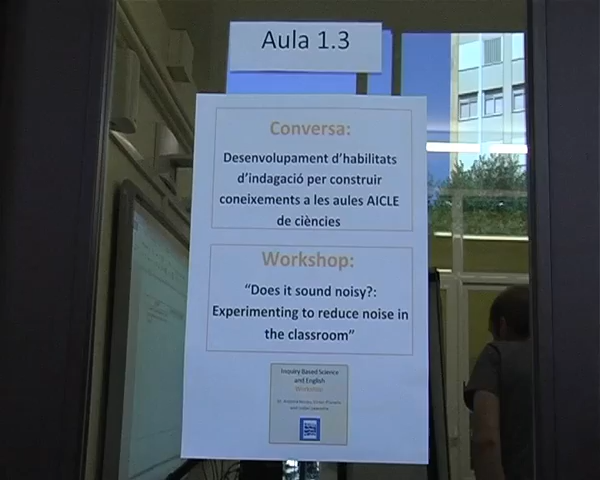 Aula 1.3
Conversa:
Desenvolupament d'habilitats
d'indagació per construir
coneixements a les aules AICLE
de ciències
Workshop:
"Does it sound noisy?:
Experimenting to reduce noise in
the classroom"
Inquiry Based Science
and English
Workshop